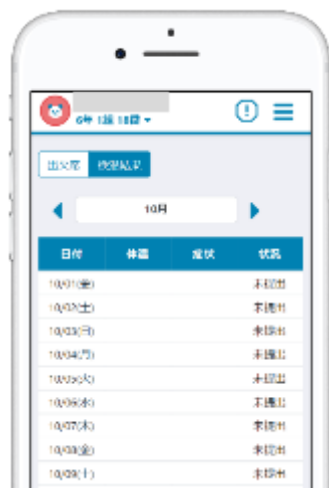 6年 1組 18番
出欠席 検温結果
10月
日付 体温 症状 状況
10/01(金) 未提出
10/02(土) 未提出
10/03(日) 未提出
10/04(月) 未提出
10/05(火) 未提出
10/06(水) 未提出
10/07(木) 未提出
10/08(金) 未提出
10/09(土) 未提出